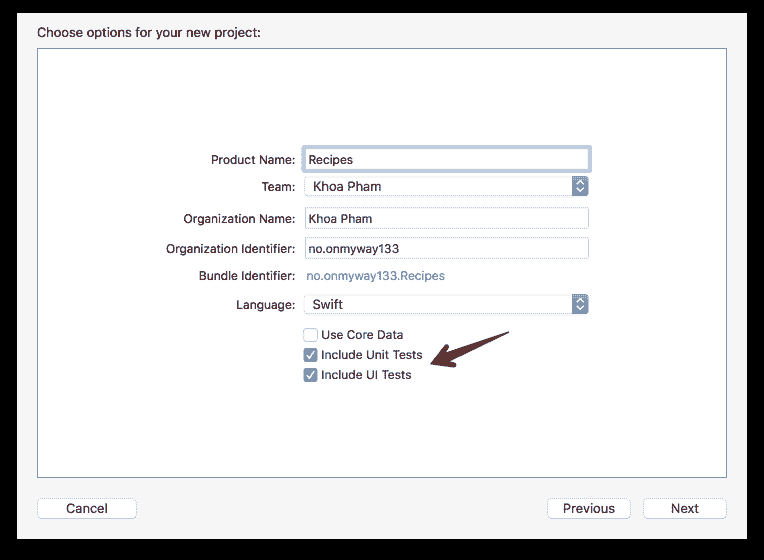 Choose options for your new project:
Product Name: Recipes
Team: Khoa Pham
Organization Name: Khoa Pham
Organization Identifier: no.onmyway133
Bundle Identifier: no.onmyway133.Recipes
Language: Swift
Use Core Data
Include Unit Tests
Include UI Tests
Cancel Previous Next